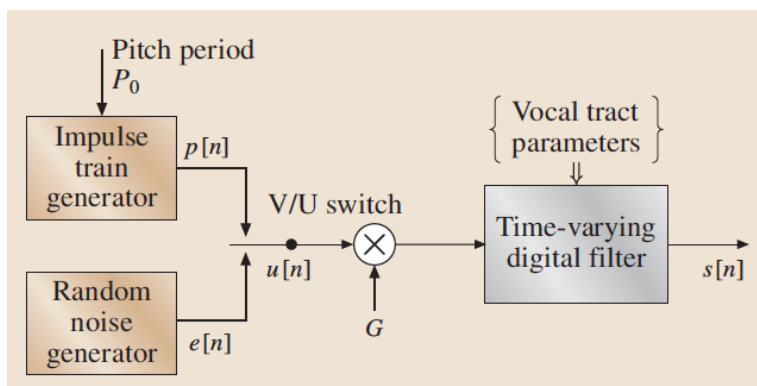 Pitch period
P₀
Impulse
train
generator
p[n]
V/U switch
u[n]
G
Random
noise
generator
e[n]
Vocal tract
parameters
Time-varying
digital filter
s[n]